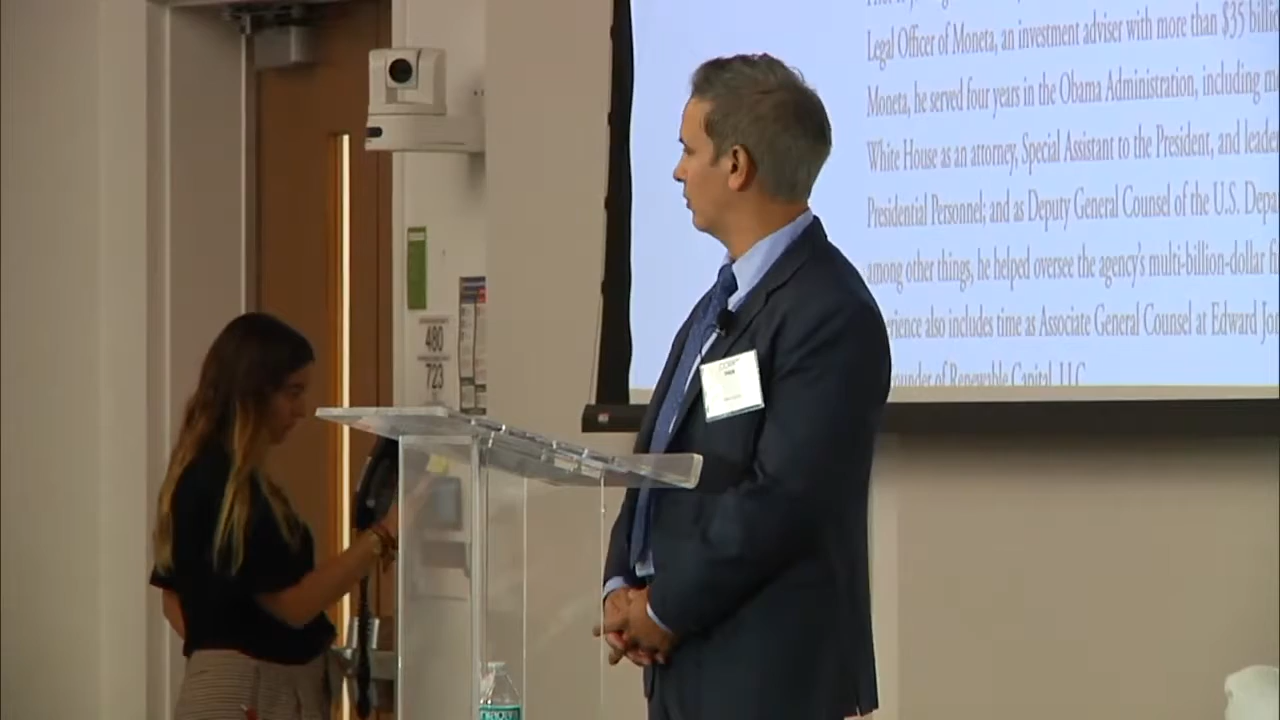 Legal Officer of Moneta, an investment adviser with more than $35 billi
Moneta, he served four years in the Obama Administration, including m
White House as an attorney, Special Assistant to the President, and leade
Presidential Personnel; and as Deputy General Counsel of the U.S. Depa
among other things, he helped oversee the agency's multi-billion-dollar f
erience also includes time as Associate General Counsel at Edward Jo
ounder of Renewable Capital, LLC
480
723